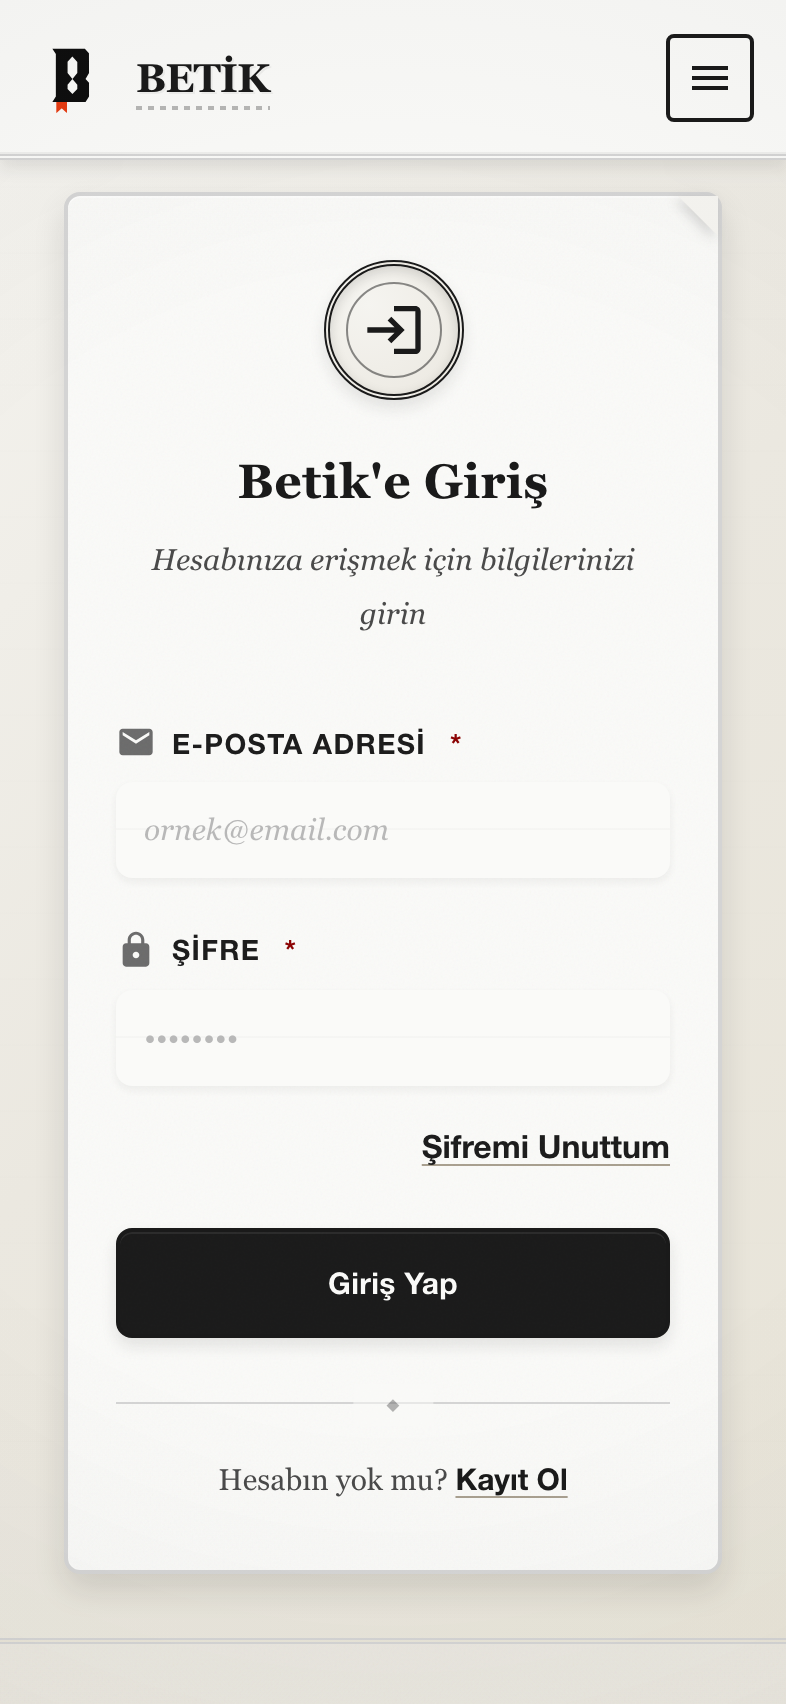 B BETİK
Betik'e Giriş
Hesabınıza erişmek için bilgilerinizi
girin
E-POSTA ADRESİ *
ornek@email.com
ŞİFRE *
••••••••
Şifremi Unuttum
Giriş Yap
Hesabın yok mu? Kayıt Ol